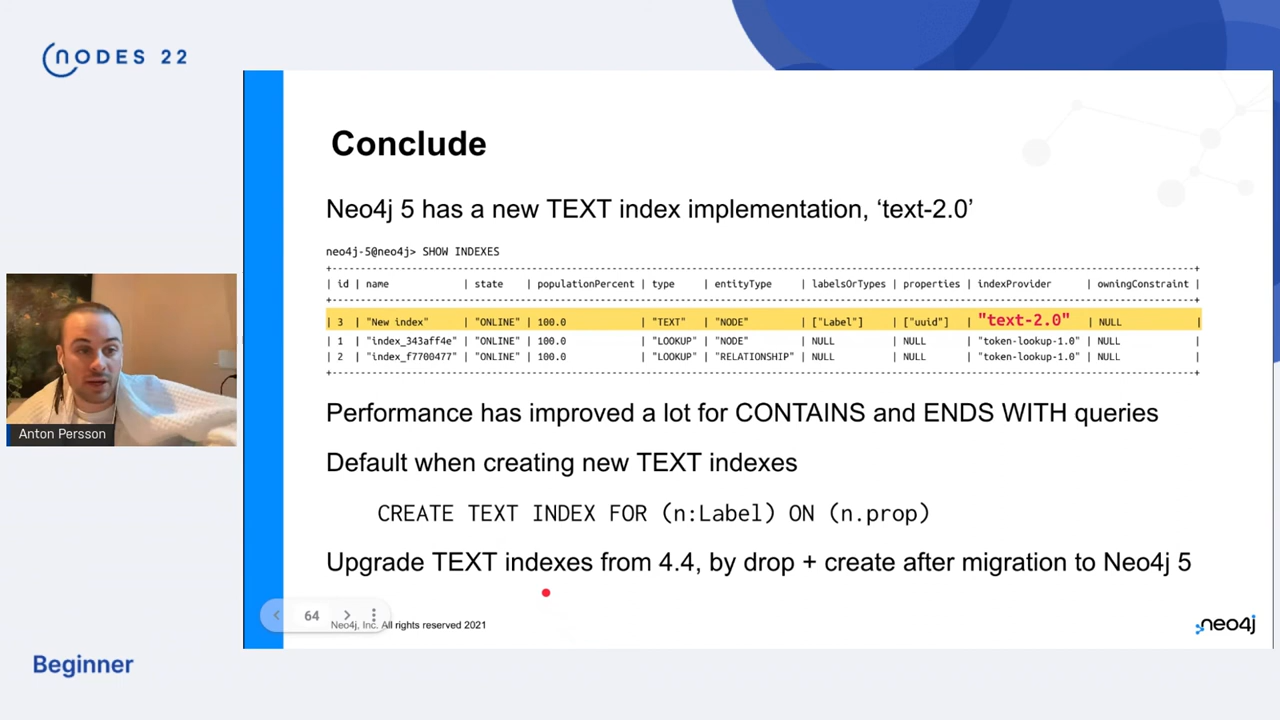 NODES 22
Conclude
Neo4j 5 has a new TEXT index implementation, ‘text-2.0’
neo4j-5@neo4j> SHOW INDEXES
| id | name | state | populationPercent | type | entityType | labelsOrTypes | properties | indexProvider | owningConstraint |
| 3 | "New index" | "ONLINE" | 100.0 | "TEXT" | "NODE" | ["Label"] | ["uuid"] | "text-2.0" | NULL |
| 1 | "index_343aff4e" | "ONLINE" | 100.0 | "LOOKUP" | "NODE" | NULL | NULL | "token-lookup-1.0" | NULL |
| 2 | "index_f7700477" | "ONLINE" | 100.0 | "LOOKUP" | "RELATIONSHIP" | NULL | NULL | "token-lookup-1.0" | NULL |
Performance has improved a lot for CONTAINS and ENDS WITH queries
Anton Persson
Default when creating new TEXT indexes
CREATE TEXT INDEX FOR (n:Label) ON (n.prop)
Upgrade TEXT indexes from 4.4, by drop + create after migration to Neo4j 5
64
Neo4j, Inc. All rights reserved 2021
neo4j
Beginner